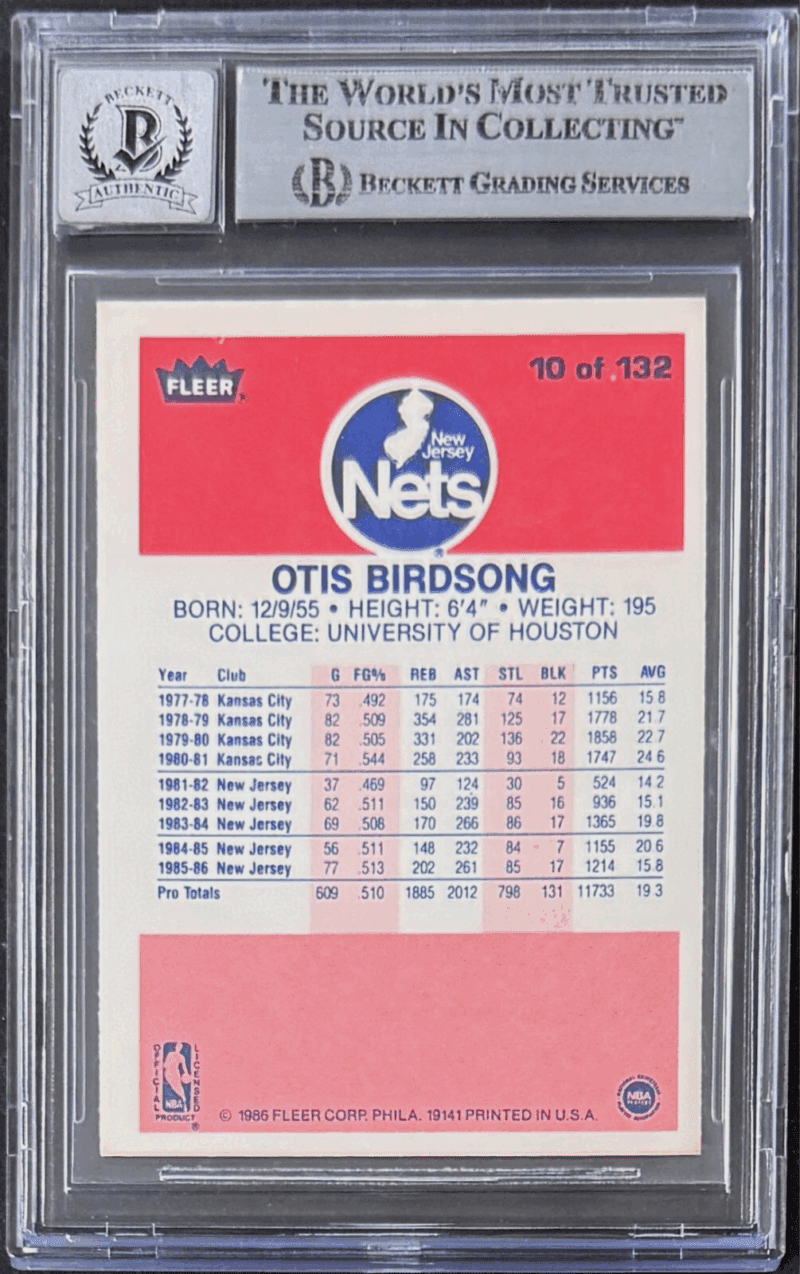 BECKETT
B
AUTHENTIC
THE WORLD'S MOST TRUSTED
SOURCE IN COLLECTING™
B BECKETT GRADING SERVICES
FLEER®
10 of 132
New
Jersey
Nets
®
OTIS BIRDSONG
BORN: 12/9/55 • HEIGHT: 6'4" • WEIGHT: 195
COLLEGE: UNIVERSITY OF HOUSTON
Year Club G FG% REB AST STL BLK PTS AVG
1977-78 Kansas City 73 .492 175 174 74 12 1156 15.8
1978-79 Kansas City 82 .509 354 281 125 17 1778 21.7
1979-80 Kansas City 82 .505 331 202 136 22 1858 22.7
1980-81 Kansas City 71 .544 258 233 93 18 1747 24.6
1981-82 New Jersey 37 .469 97 124 30 5 524 14.2
1982-83 New Jersey 62 .511 150 239 85 16 936 15.1
1983-84 New Jersey 69 .508 170 266 86 17 1365 19.8
1984-85 New Jersey 56 .511 148 232 84 7 1155 20.6
1985-86 New Jersey 77 .513 202 261 85 17 1214 15.8
Pro Totals 609 .510 1885 2012 798 131 11733 19.3
OFFICIAL LICENSED
NBA
PRODUCT
®
© 1986 FLEER CORP. PHILA. 19141 PRINTED IN U.S.A.
NATIONAL BASKETBALL
NBA
PLAYERS